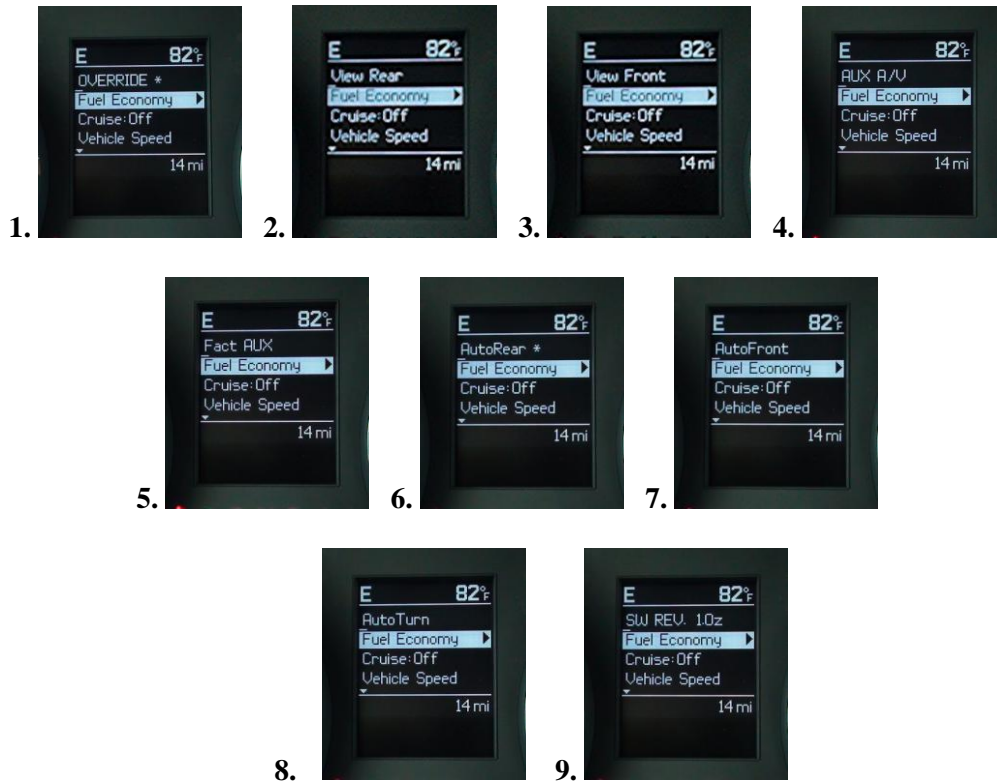 E 82°F
OVERRIDE *
Fuel Economy
Cruise:Off
Vehicle Speed
14 mi
1.
E 82°F
View Rear
Fuel Economy
Cruise:Off
Vehicle Speed
14 mi
2.
E 82°F
View Front
Fuel Economy
Cruise:Off
Vehicle Speed
14 mi
3.
E 82°F
AUX A/V
Fuel Economy
Cruise:Off
Vehicle Speed
14 mi
4.
E 82°F
Fact AUX
Fuel Economy
Cruise:Off
Vehicle Speed
14 mi
5.
E 82°F
AutoRear *
Fuel Economy
Cruise:Off
Vehicle Speed
14 mi
6.
E 82°F
AutoFront
Fuel Economy
Cruise:Off
Vehicle Speed
14 mi
7.
E 82°F
AutoTurn
Fuel Economy
Cruise:Off
Vehicle Speed
14 mi
8.
E 82°F
SW REV. 1.0z
Fuel Economy
Cruise:Off
Vehicle Speed
14 mi
9.